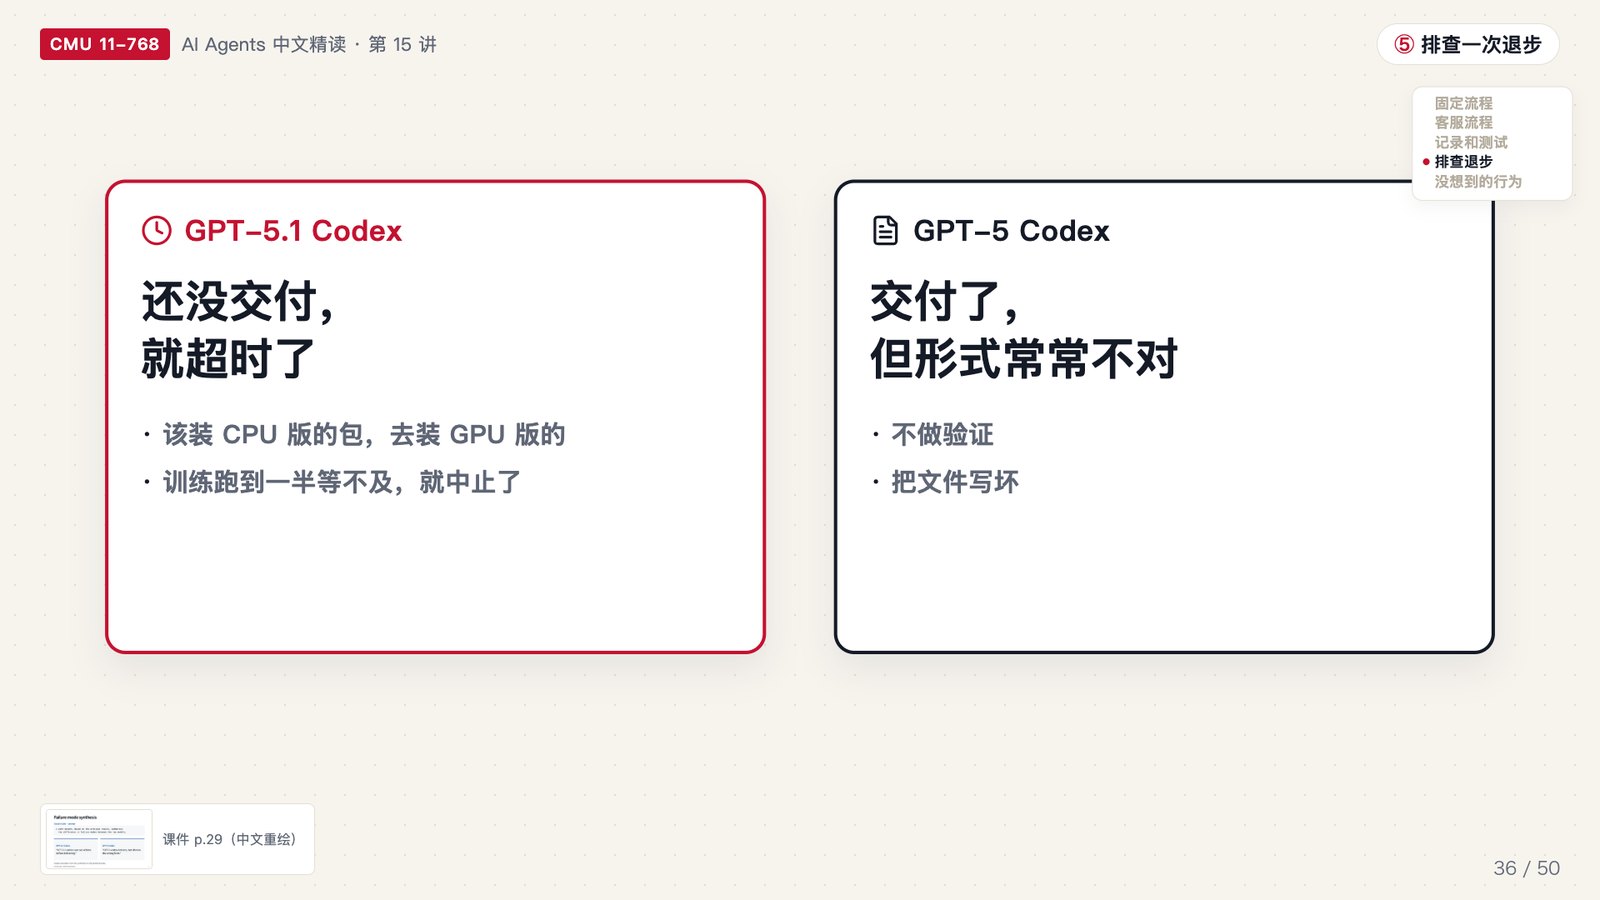 CMU 11-768 AI Agents 中文精读 · 第 15 讲
⑤ 排查一次退步
固定流程
客服流程
记录和测试
• 排查退步
没想到的行为
GPT-5.1 Codex
还没交付，
就超时了
· 该装 CPU 版的包，去装 GPU 版的
· 训练跑到一半等不及，就中止了
GPT-5 Codex
交付了，
但形式常常不对
· 不做验证
· 把文件写坏
Failure mode synthesis
课件 p.29（中文重绘）
36 / 50